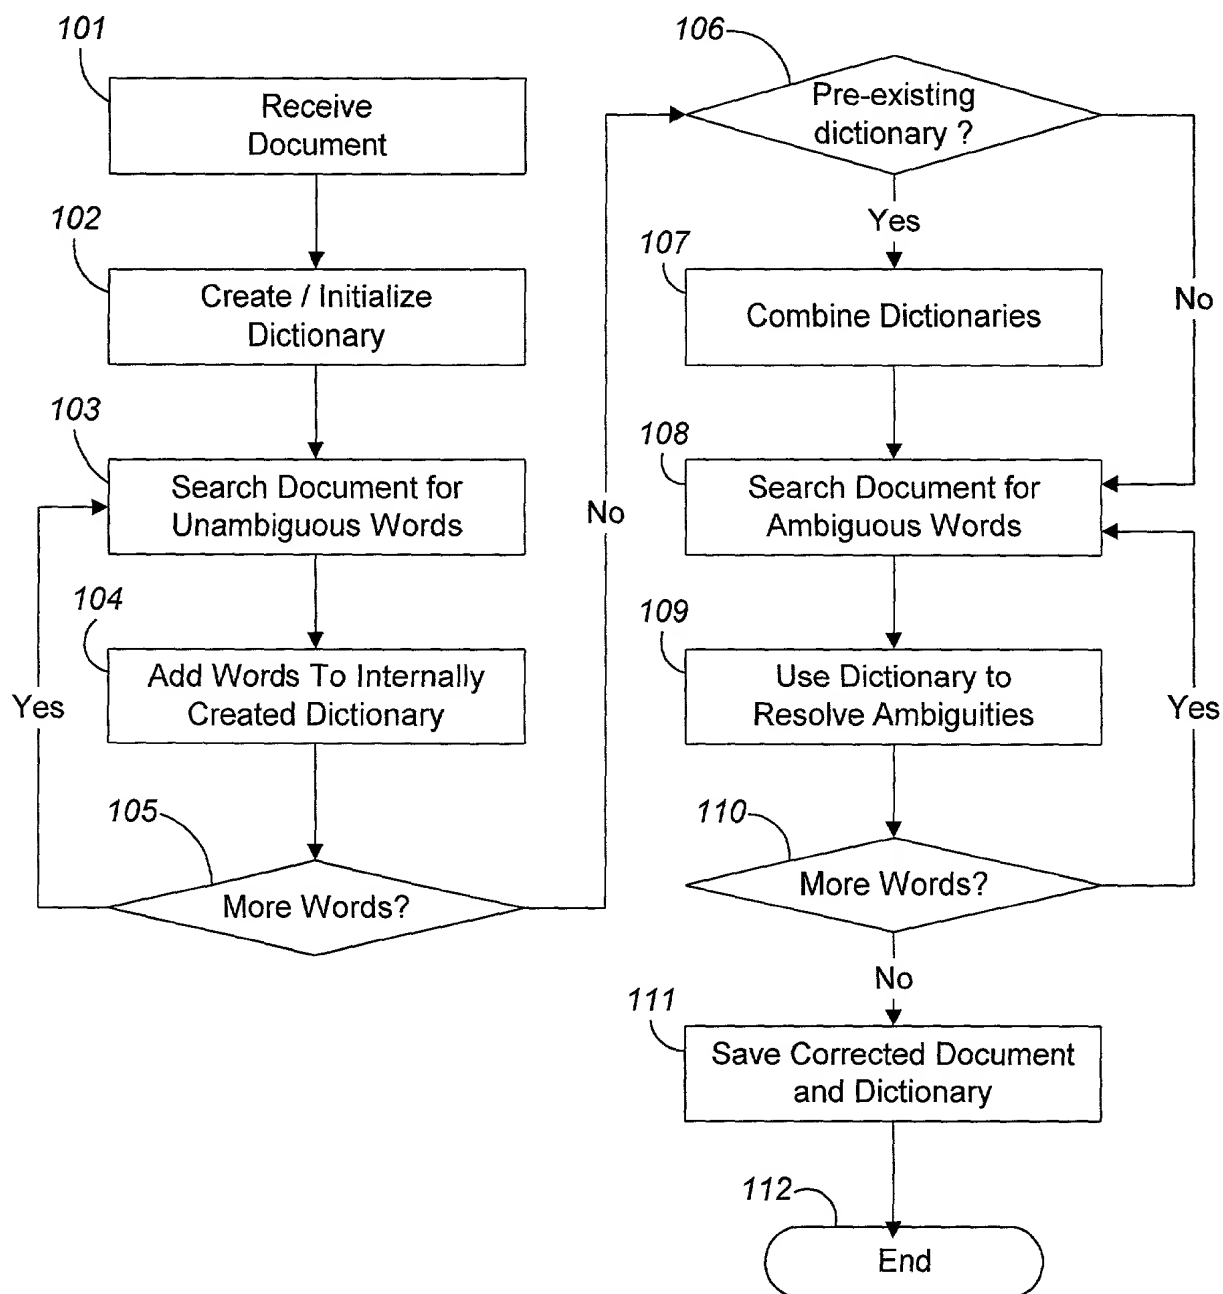 101
Receive
Document
102
Create / Initialize
Dictionary
103
Search Document for
Unambiguous Words
104
Add Words To Internally
Created Dictionary
Yes
105
More Words?
No
106
Pre-existing
dictionary ?
Yes
No
107
Combine Dictionaries
108
Search Document for
Ambiguous Words
109
Use Dictionary to
Resolve Ambiguities
Yes
110
More Words?
No
111
Save Corrected Document
and Dictionary
112
End